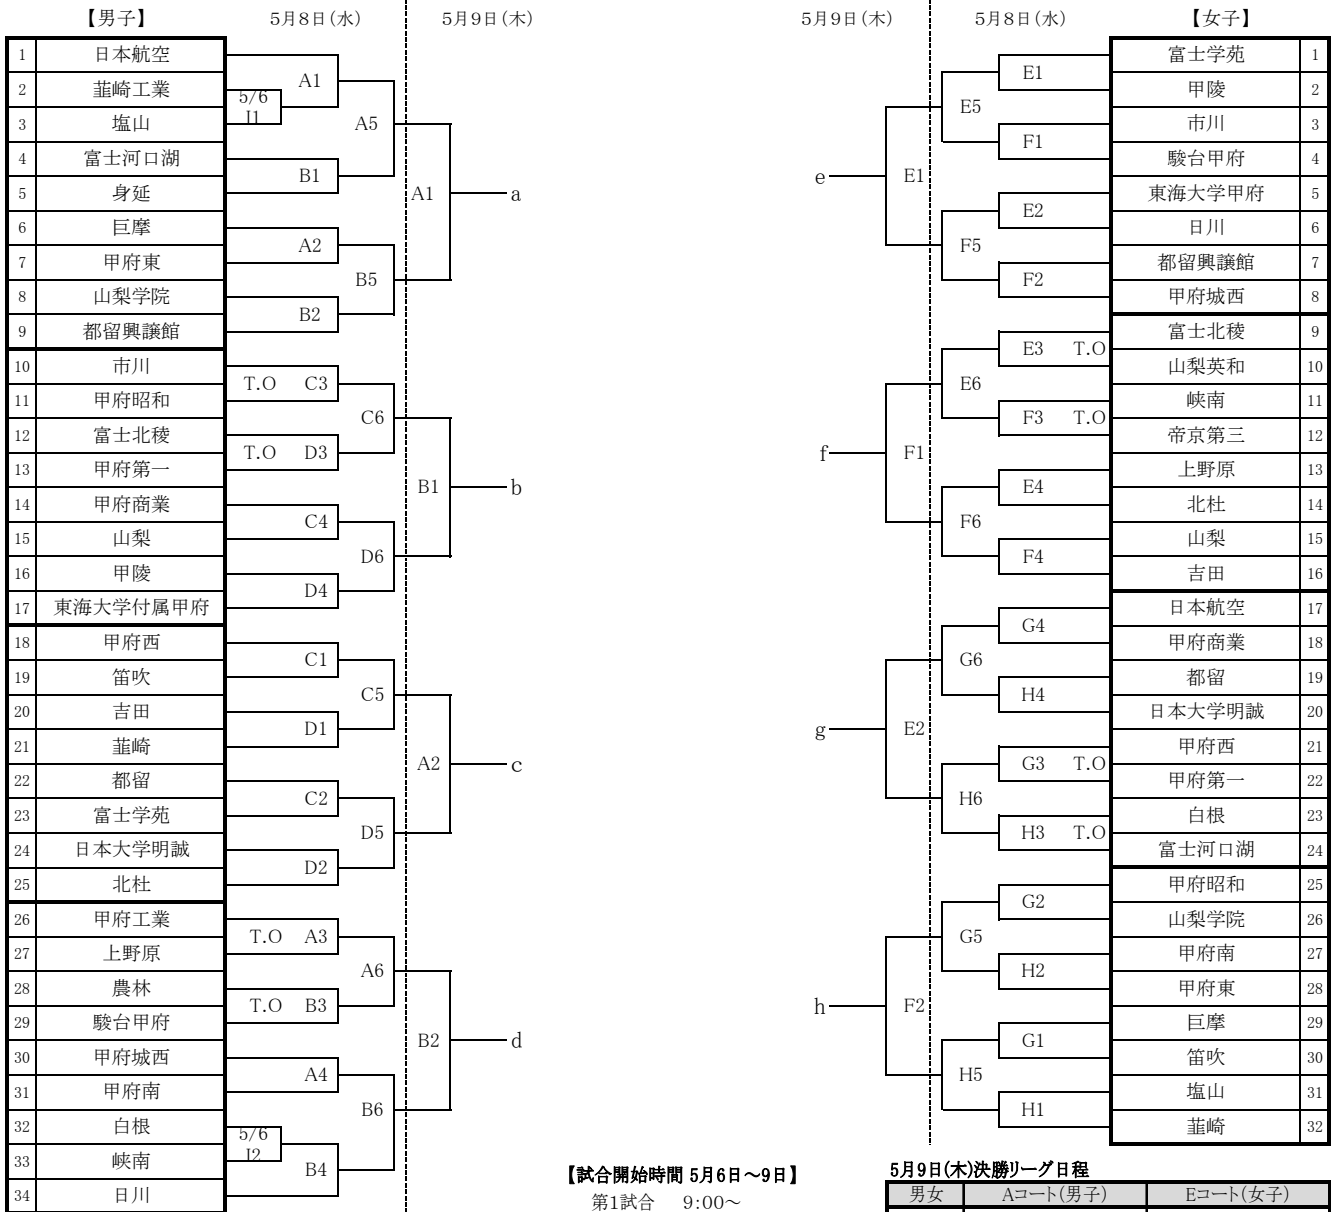 【男子】 5月8日(水) 5月9日(木)
1 日本航空
2 韮崎工業
3 塩山
4 富士河口湖
5 身延
6 巨摩
7 甲府東
8 山梨学院
9 都留興譲館
10 市川
11 甲府昭和
12 富士北稜
13 甲府第一
14 甲府商業
15 山梨
16 甲陵
17 東海大学付属甲府
18 甲府西
19 笛吹
20 吉田
21 韮崎
22 都留
23 富士学苑
24 日本大学明誠
25 北杜
26 甲府工業
27 上野原
28 農林
29 駿台甲府
30 甲府城西
31 甲府南
32 白根
33 峡南
34 日川
5/6
I1
A1
B1
A2
B2
T.O C3
T.O D3
C4
D4
C1
D1
C2
D2
T.O A3
T.O B3
A4
5/6
I2
B4
A5
B5
C6
D6
C5
D5
A6
B6
A1
B1
A2
B2
a
b
c
d
5月9日(木) 5月8日(水) 【女子】
e
f
g
h
E1
F1
E2
F2
E5
F5
E6
F6
G6
H6
G5
H5
E1
F1
E2
F2
E3 T.O
F3 T.O
E4
F4
G4
H4
G3 T.O
H3 T.O
G2
H2
G1
H1
富士学苑 1
甲陵 2
市川 3
駿台甲府 4
東海大学甲府 5
日川 6
都留興譲館 7
甲府城西 8
富士北稜 9
山梨英和 10
峡南 11
帝京第三 12
上野原 13
北杜 14
山梨 15
吉田 16
日本航空 17
甲府商業 18
都留 19
日本大学明誠 20
甲府西 21
甲府第一 22
白根 23
富士河口湖 24
甲府昭和 25
山梨学院 26
甲府南 27
甲府東 28
巨摩 29
笛吹 30
塩山 31
韮崎 32
【試合開始時間 5月6日～9日】
第1試合 9:00～
5月9日(木)決勝リーグ日程
男女 Aコート(男子) Eコート(女子)